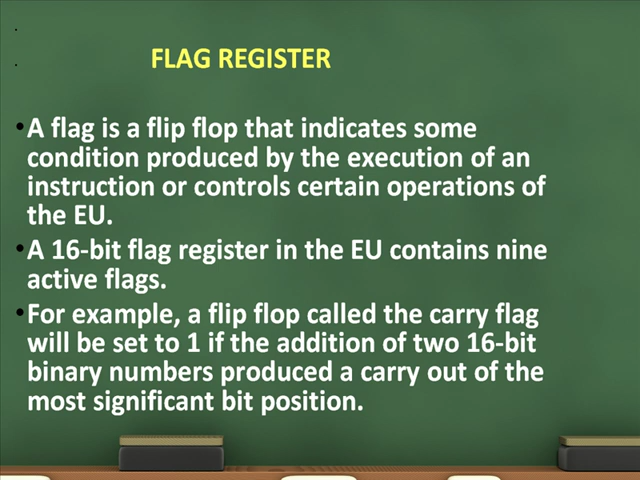 FLAG REGISTER
•A flag is a flip flop that indicates some
condition produced by the execution of an
instruction or controls certain operations of
the EU.
•A 16-bit flag register in the EU contains nine
active flags.
•For example, a flip flop called the carry flag
will be set to 1 if the addition of two 16-bit
binary numbers produced a carry out of the
most significant bit position.